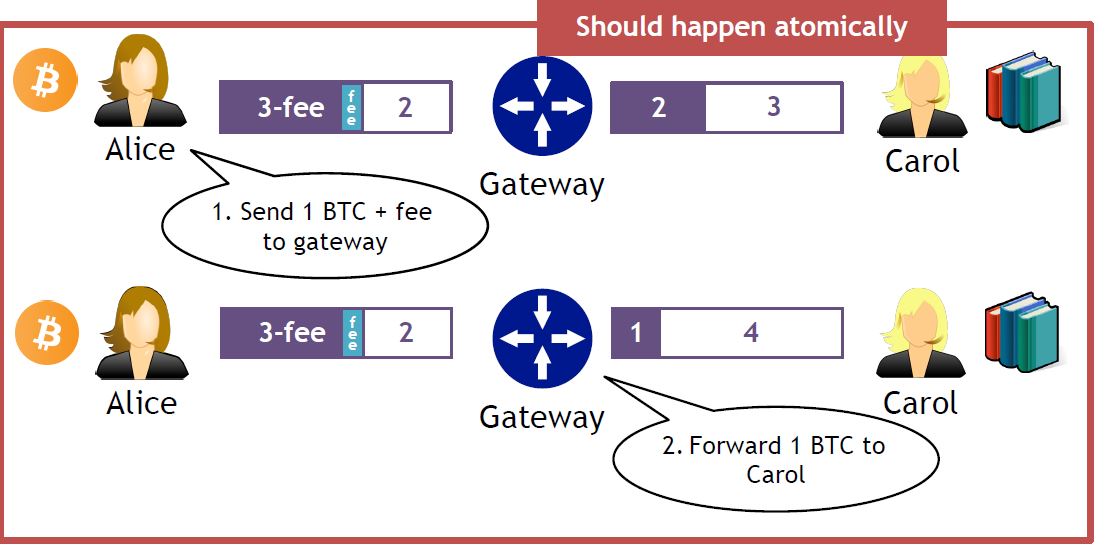 Should happen atomically
3-fee fee 2 2 3
Alice Gateway Carol
1. Send 1 BTC + fee
to gateway
3-fee fee 2 1 4
Alice Gateway Carol
2. Forward 1 BTC to
Carol